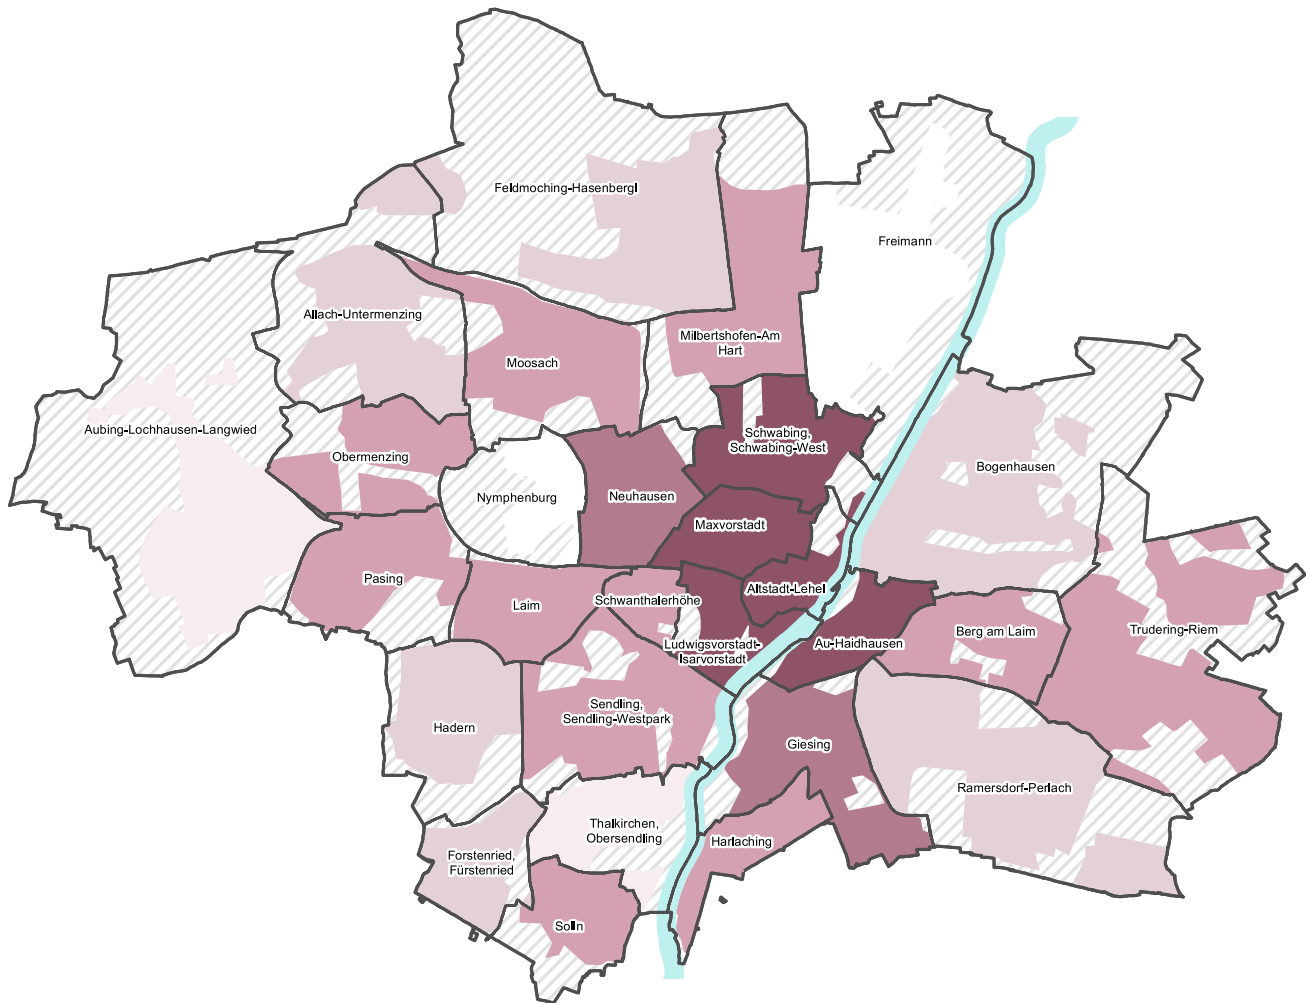 Feldmoching-Hasenbergl
Freimann
Allach-Untermenzing
Milbertshofen-Am
Hart
Moosach
Aubing-Lochhausen-Langwied
Schwabing,
Schwabing-West
Obermenzing
Bogenhausen
Nymphenburg
Neuhausen
Maxvorstadt
Pasing
Altstadt-Lehel
Laim
Schwanthalerhöhe
Trudering-Riem
Berg am Laim
Au-Haidhausen
Ludwigsvorstadt-
Isarvorstadt
Sendling,
Sendling-Westpark
Hadern
Giesing
Ramersdorf-Perlach
Thalkirchen,
Obersendling
Harlaching
Forstenried,
Fürstenried
Solln